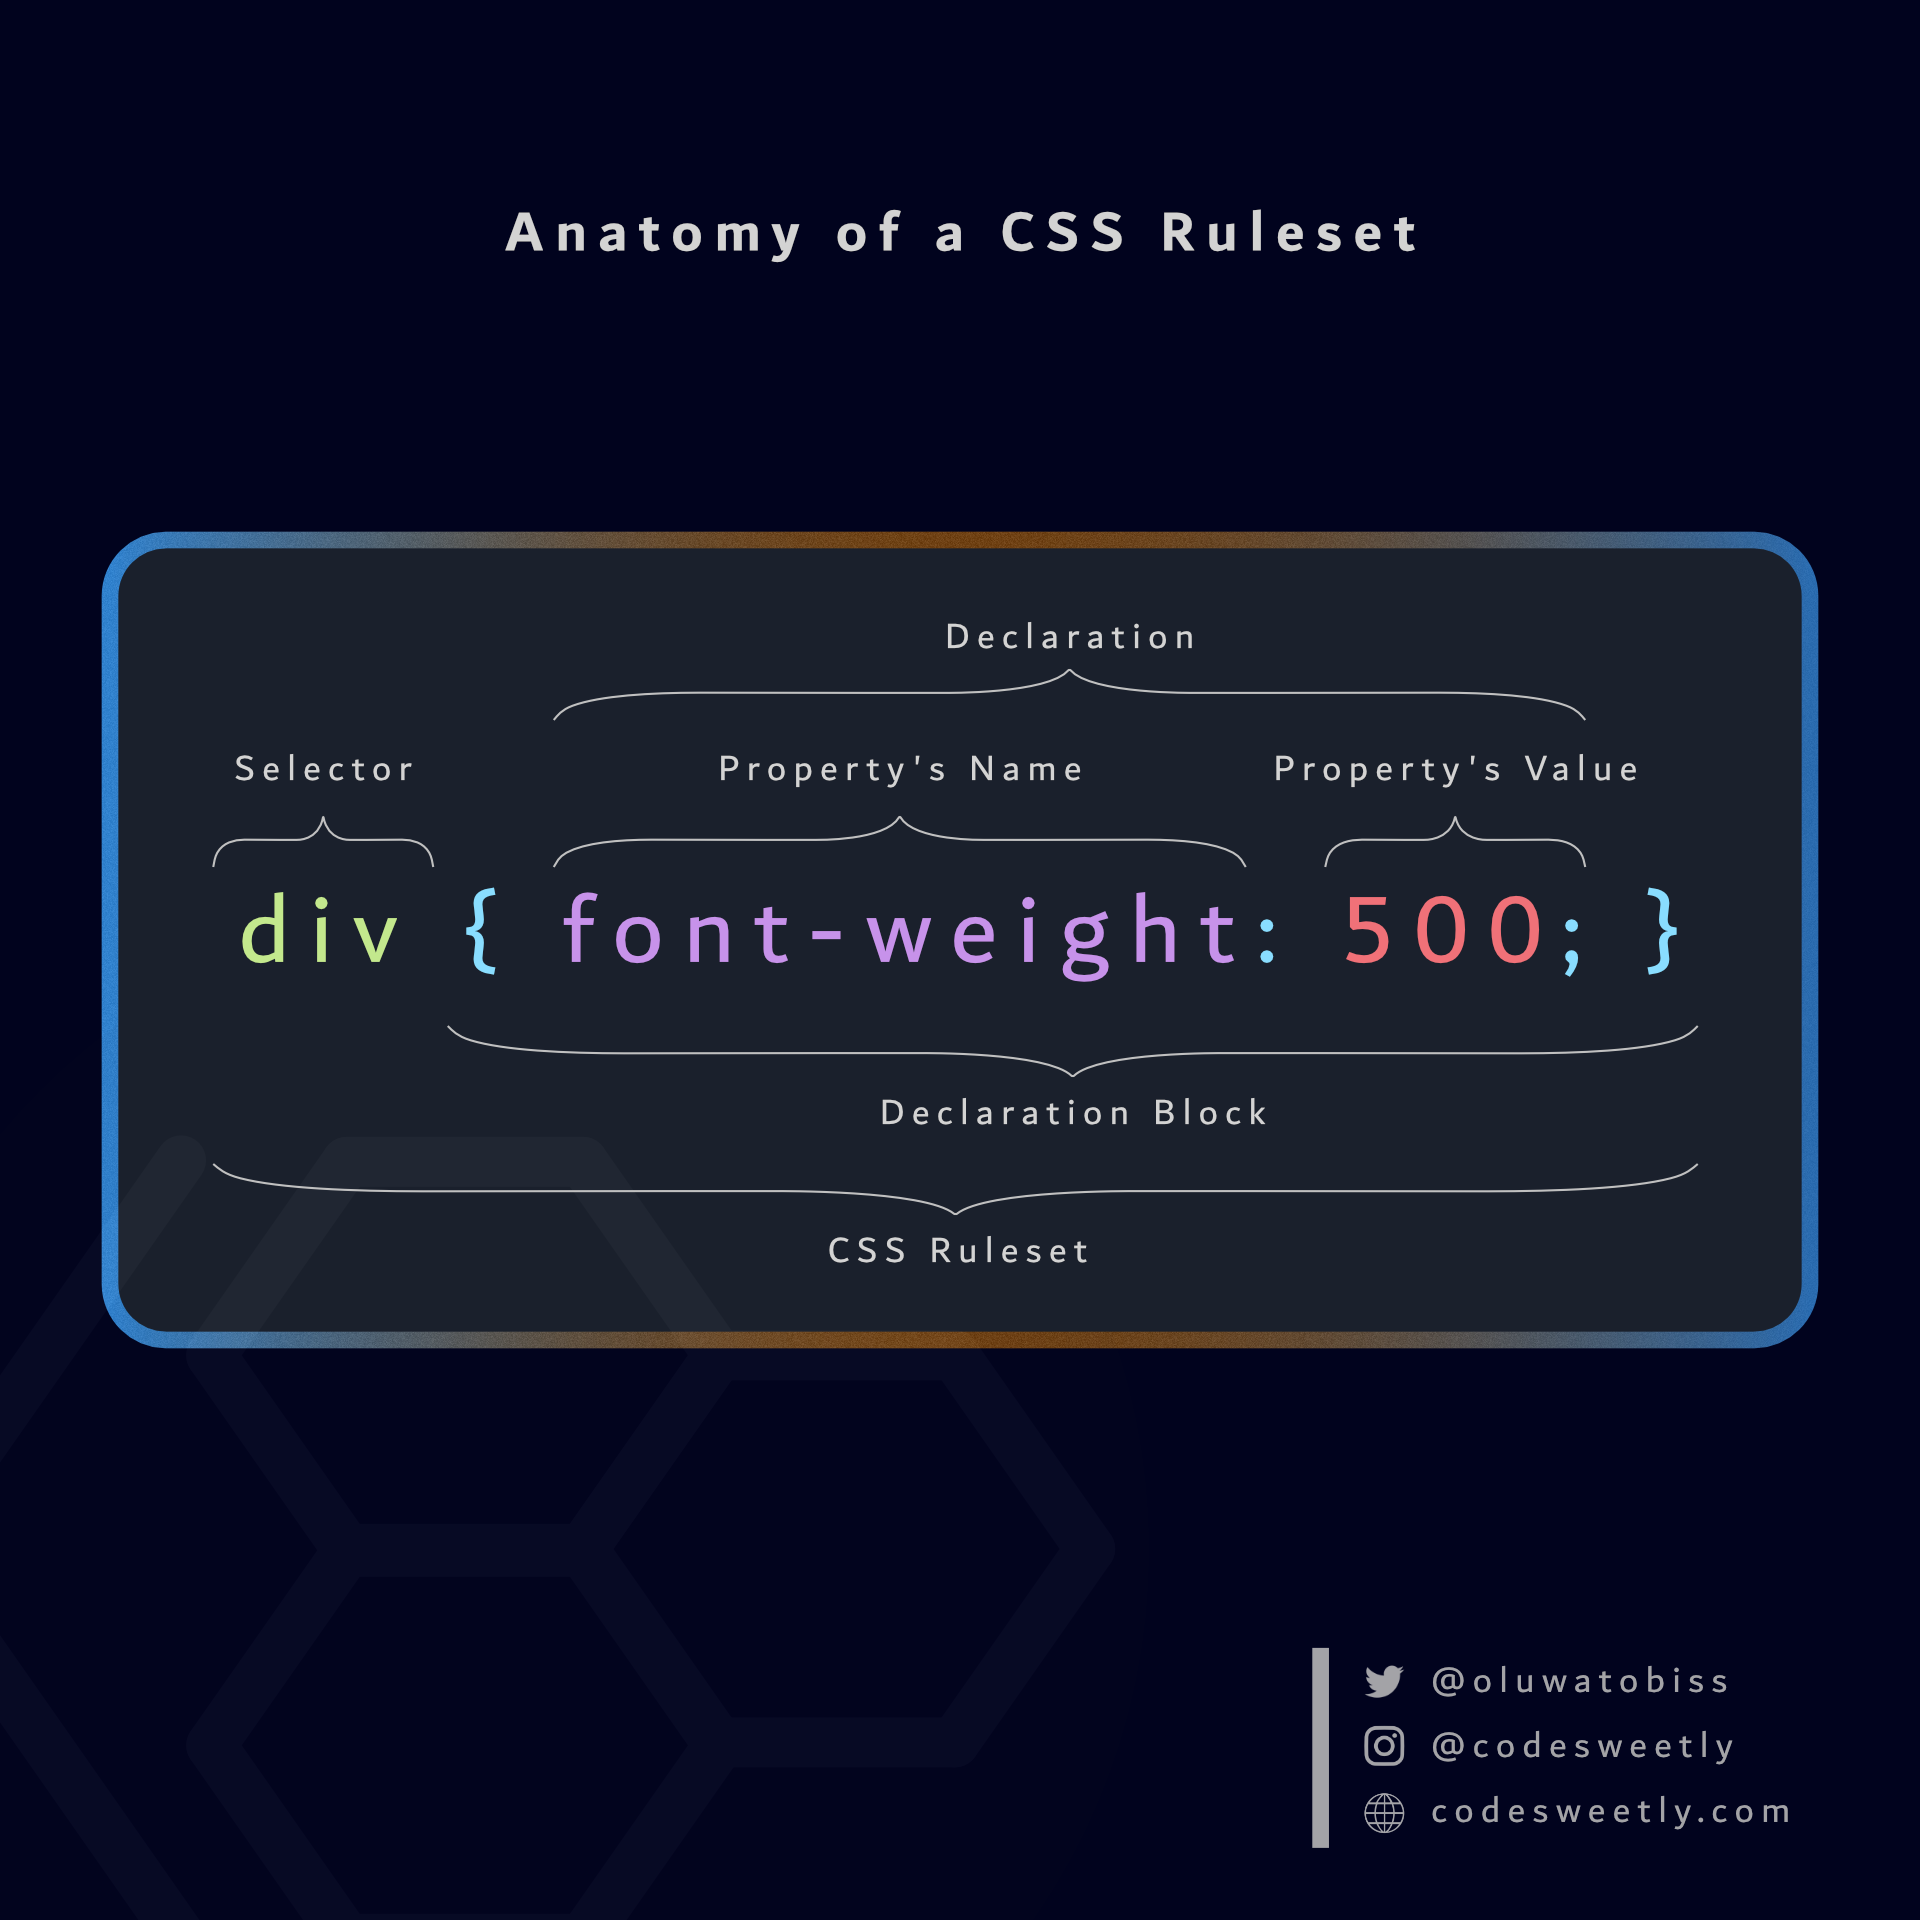 Anatomy of a CSS Ruleset
Declaration
Selector
Property's Name
Property's Value
div { font-weight: 500; }
Declaration Block
CSS Ruleset
@oluwatobiss
@codesweetly
codesweetly.com